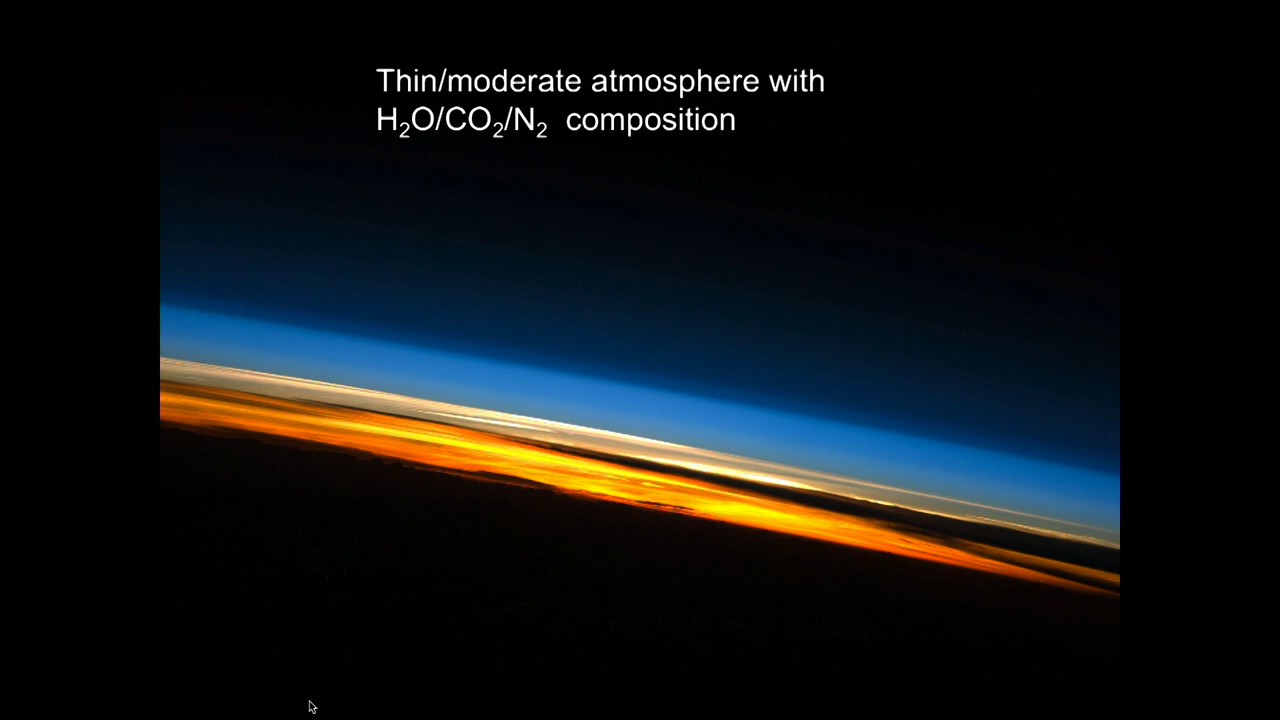 Thin/moderate atmosphere with
H₂O/CO₂/N₂ composition